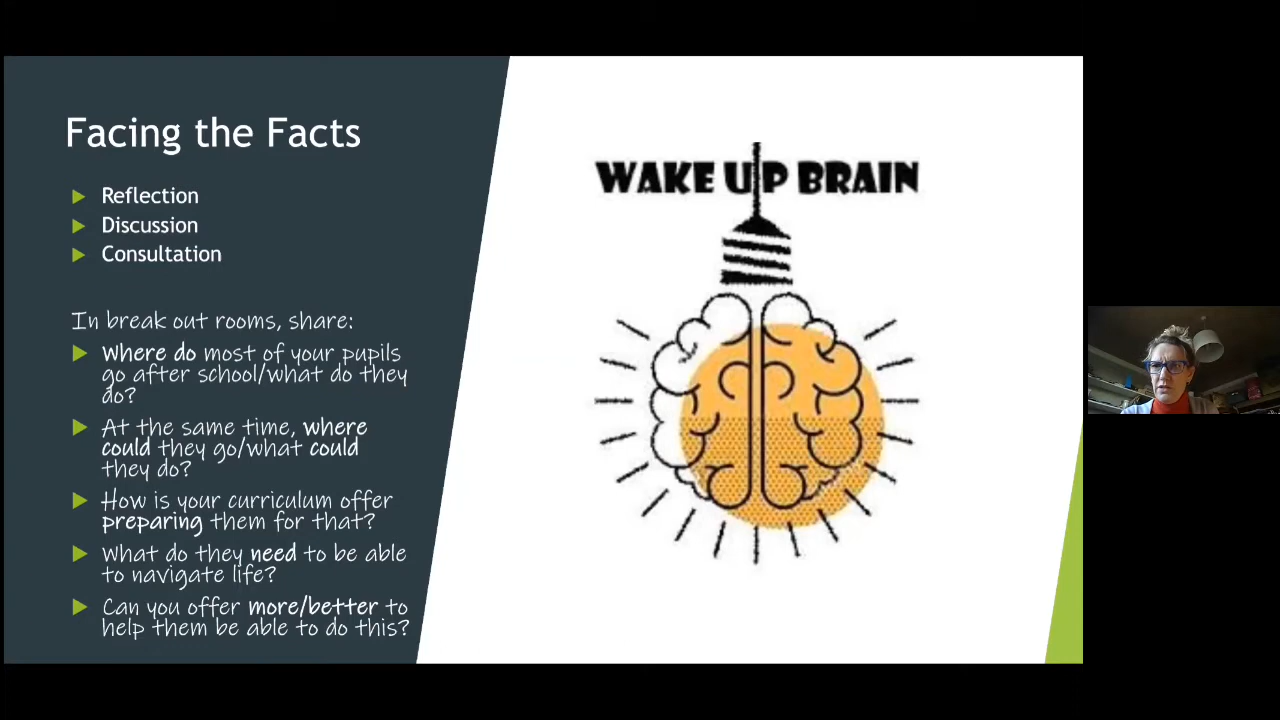 Facing the Facts
Reflection
Discussion
Consultation
In break out rooms, share:
Where do most of your pupils
go after school/what do they
do?
At the same time, where
could they go/what could
they do?
How is your curriculum offer
preparing them for that?
What do they need to be able
to navigate life?
Can you offer more/better to
help them be able to do this?
WAKE UP BRAIN